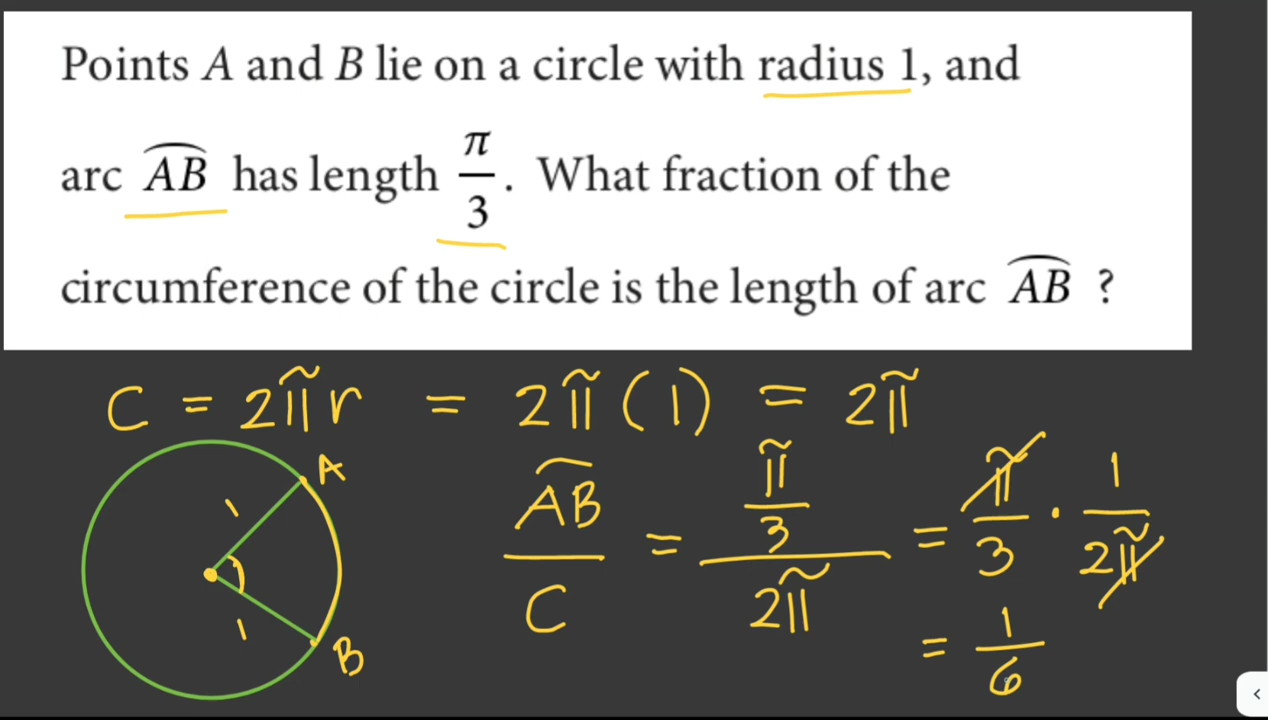 Points A and B lie on a circle with radius 1, and
arc AB has length π/3. What fraction of the
circumference of the circle is the length of arc AB ?
C = 2πr = 2π(1) = 2π
A
1
1
B
AB/C = (π/3)/(2π) = π/3 · 1/2π
= 1/6